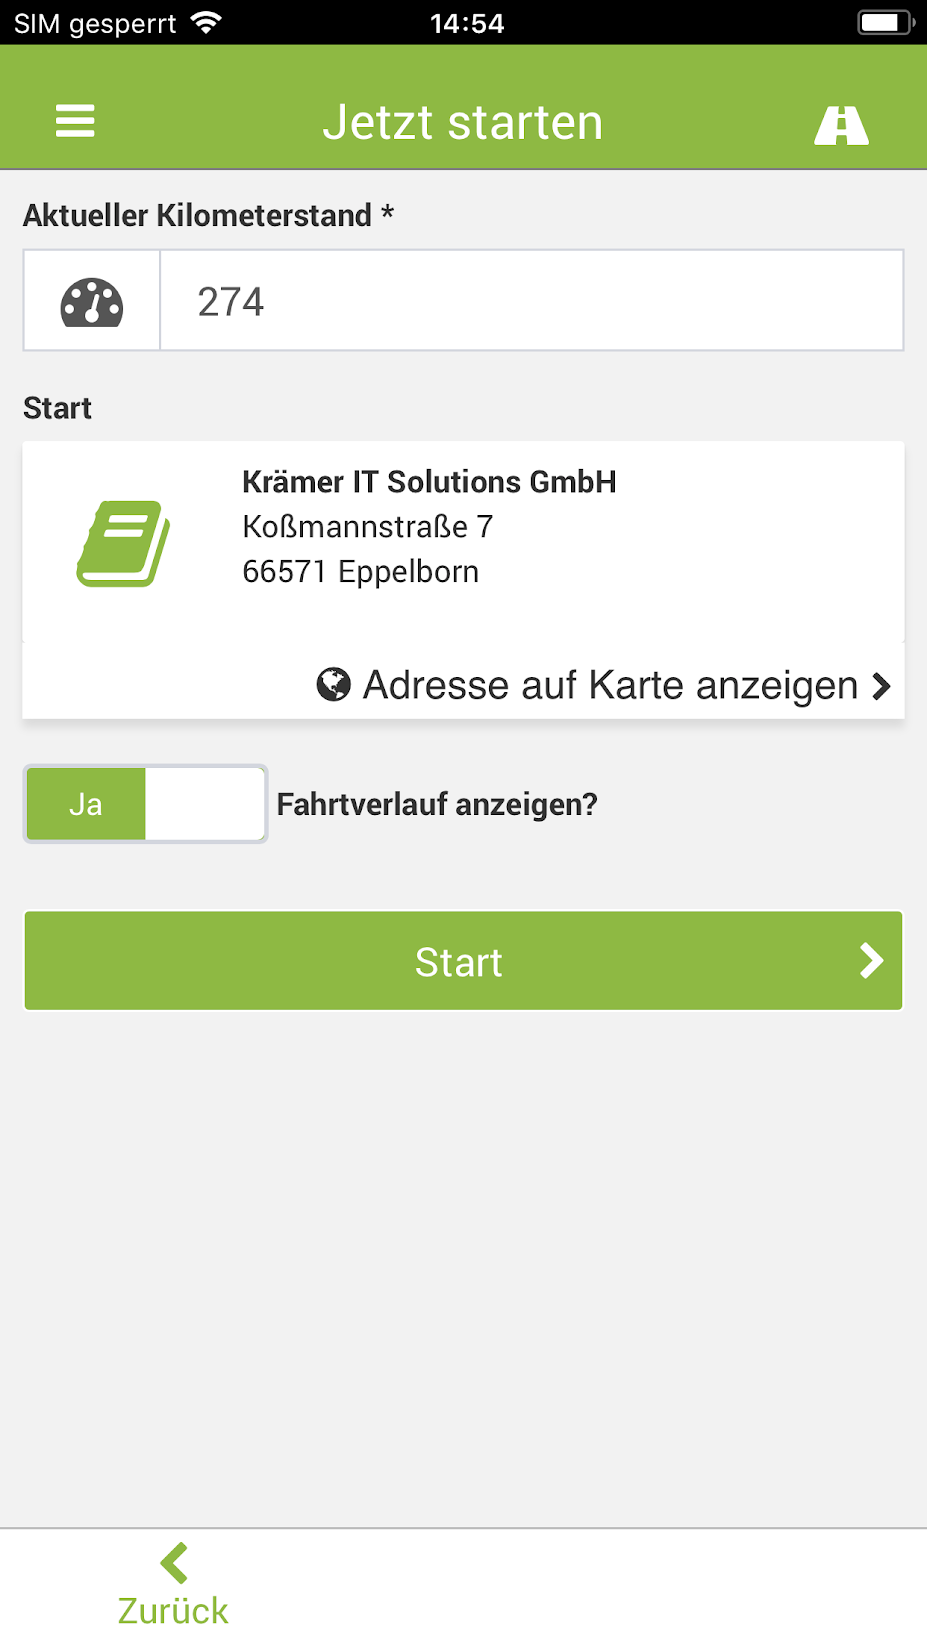 SIM gesperrt 14:54
Jetzt starten
Aktueller Kilometerstand *
274
Start
Krämer IT Solutions GmbH
Koßmannstraße 7
66571 Eppelborn
Adresse auf Karte anzeigen
Ja Fahrtverlauf anzeigen?
Start
Zurück